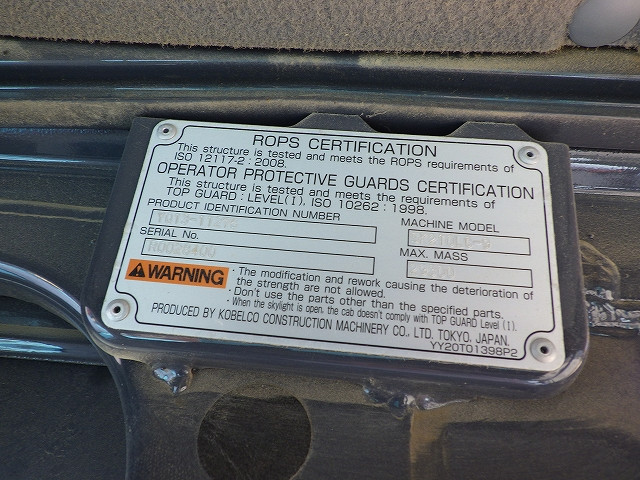 ROPS CERTIFICATION
This structure is tested and meets the ROPS requirements of
ISO 12117-2 : 2008.
OPERATOR PROTECTIVE GUARDS CERTIFICATION
This structure is tested and meets the requirements of
TOP GUARD : LEVEL(I), ISO 10262 : 1998.
PRODUCT IDENTIFICATION NUMBER
MACHINE MODEL
SERIAL No.
MAX. MASS
WARNING
· The modification and rework causing the deterioration of
the strength are not allowed.
· Don't use the parts other than the specified parts.
· When the skylight is open, the cab doesn't comply with TOP GUARD Level (I).
PRODUCED BY KOBELCO CONSTRUCTION MACHINERY CO., LTD. TOKYO, JAPAN.
YY20T01398P2